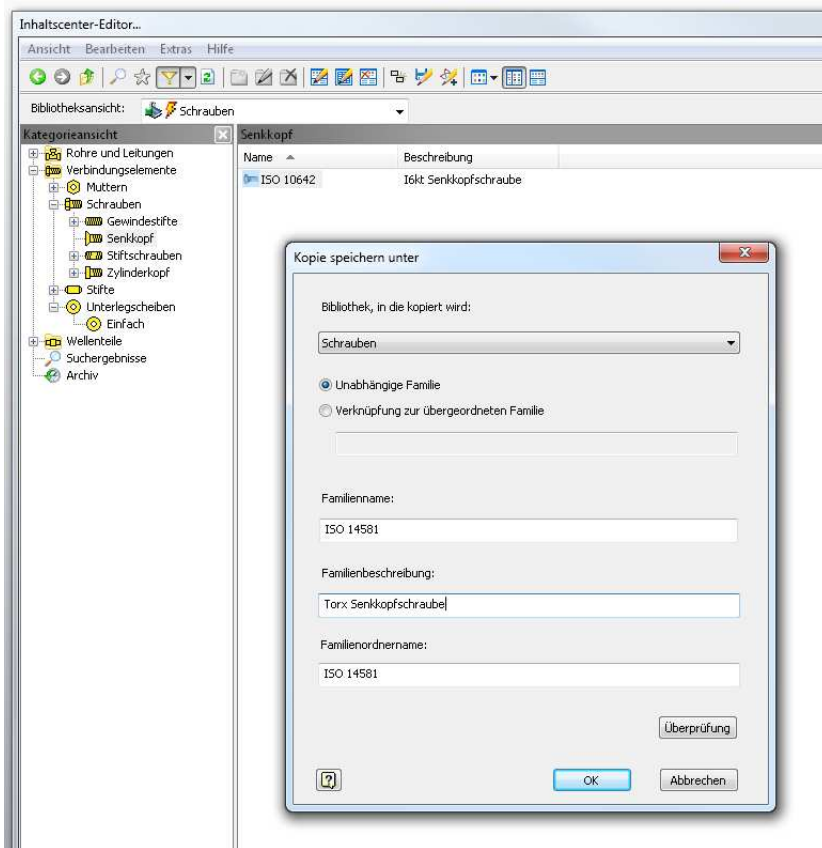 Inhaltscenter-Editor...
Ansicht Bearbeiten Extras Hilfe
Bibliotheksansicht: Schrauben
Kategorieansicht
Rohre und Leitungen
Verbindungselemente
Muttern
Schrauben
Gewindestifte
Senkkopf
Stiftschrauben
Zylinderkopf
Stifte
Unterlegscheiben
Einfach
Wellenteile
Suchergebnisse
Archiv
Senkkopf
Name Beschreibung
ISO 10642 I6kt Senkkopfschraube
Kopie speichern unter
Bibliothek, in die kopiert wird:
Schrauben
Unabhängige Familie
Verknüpfung zur übergeordneten Familie
Familienname:
ISO 14581
Familienbeschreibung:
Torx Senkkopfschraube
Familienordnername:
ISO 14581
Überprüfung
OK Abbrechen